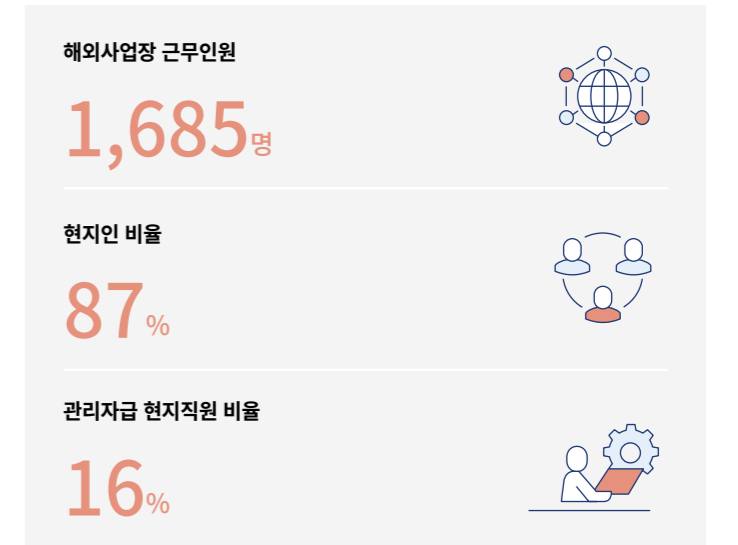 해외사업장 근무인원
1,685명
현지인 비율
87%
관리자급 현지직원 비율
16%